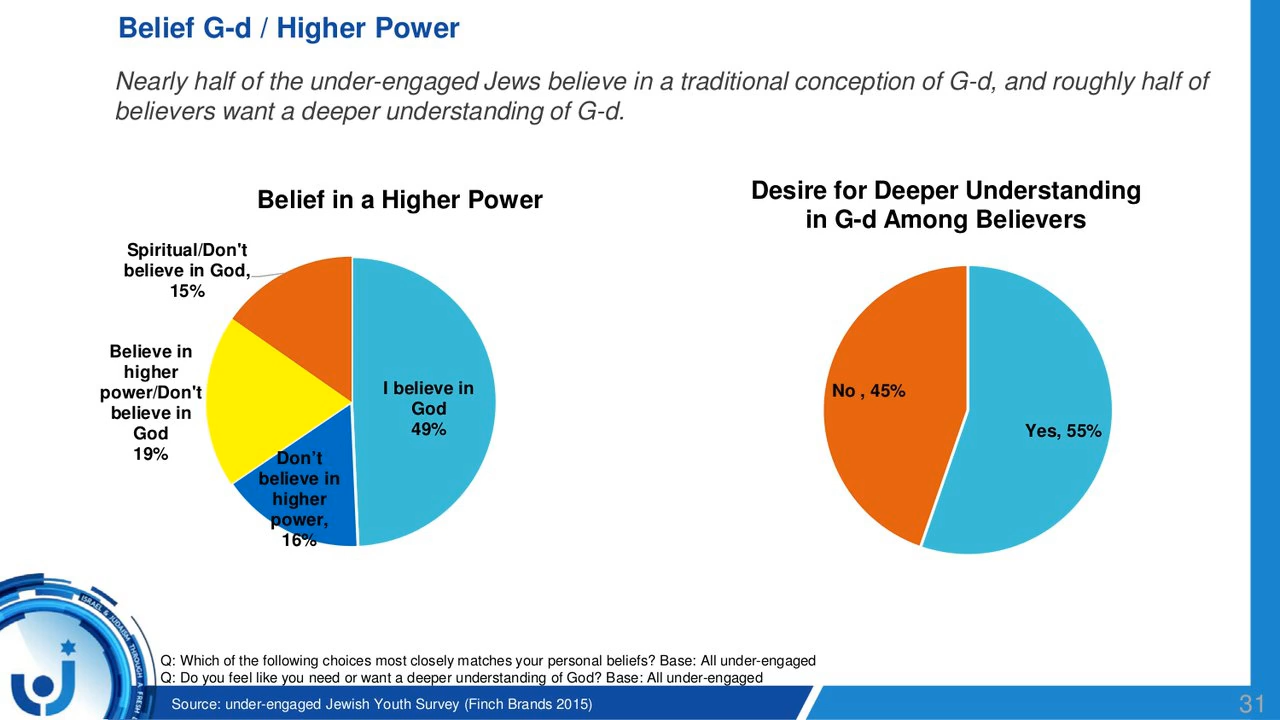 Belief G-d / Higher Power
Nearly half of the under-engaged Jews believe in a traditional conception of G-d, and roughly half of
believers want a deeper understanding of G-d.
Belief in a Higher Power
Spiritual/Don't
believe in God,
15%
Believe in
higher
power/Don't
believe in
God
19%
I believe in
God
49%
Don’t
believe in
higher
power,
16%
Desire for Deeper Understanding
in G-d Among Believers
No , 45%
Yes, 55%
ISRAEL & JUDAISM THROUGH A FRESH
Q: Which of the following choices most closely matches your personal beliefs? Base: All under-engaged
Q: Do you feel like you need or want a deeper understanding of God? Base: All under-engaged
Source: under-engaged Jewish Youth Survey (Finch Brands 2015)
31